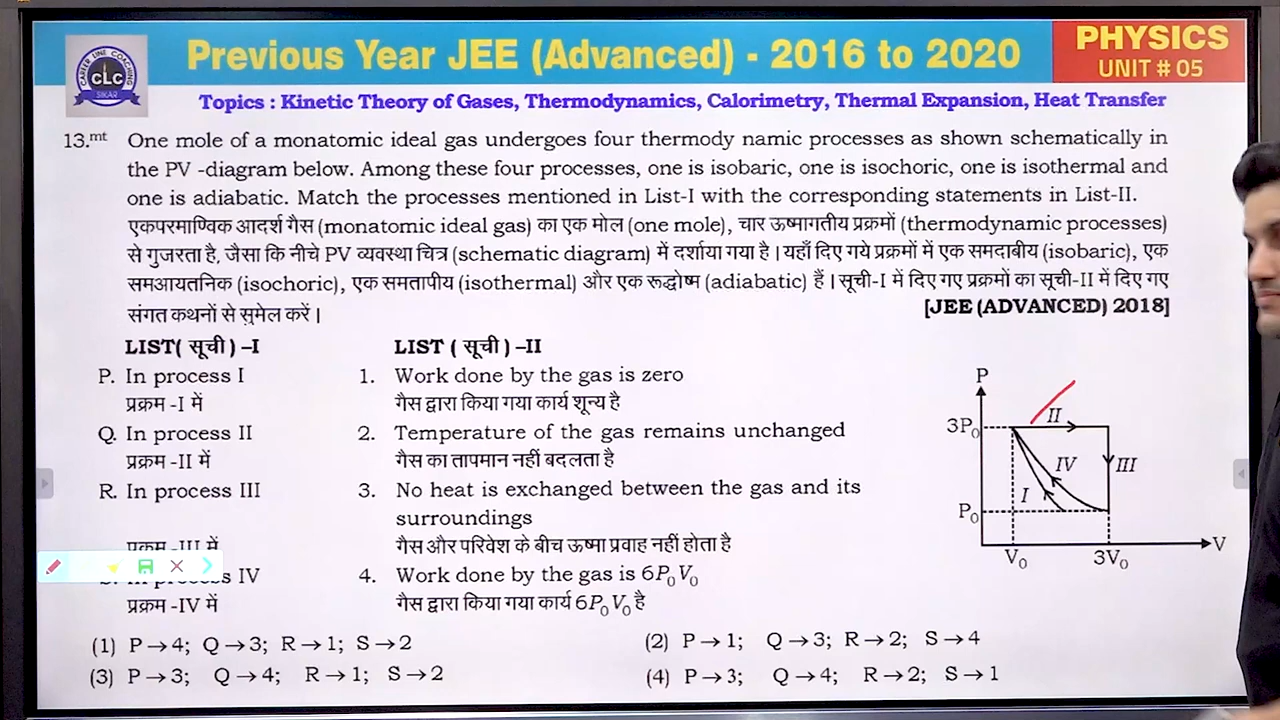 Previous Year JEE (Advanced) - 2016 to 2020
PHYSICS
UNIT # 05
CAREER LINE COACHING
CLC
SIKAR
Topics : Kinetic Theory of Gases, Thermodynamics, Calorimetry, Thermal Expansion, Heat Transfer
13.mt One mole of a monatomic ideal gas undergoes four thermody namic processes as shown schematically in
the PV -diagram below. Among these four processes, one is isobaric, one is isochoric, one is isothermal and
one is adiabatic. Match the processes mentioned in List-I with the corresponding statements in List-II.
एकपरमाण्विक आदर्श गैस (monatomic ideal gas) का एक मोल (one mole), चार ऊष्मागतीय प्रक्रमों (thermodynamic processes)
से गुजरता है, जैसा कि नीचे PV व्यवस्था चित्र (schematic diagram) में दर्शाया गया है। यहाँ दिए गये प्रक्रमों में एक समदाबीय (isobaric), एक
समआयतनिक (isochoric), एक समतापीय (isothermal) और एक रूद्धोष्म (adiabatic) हैं। सूची-I में दिए गए प्रक्रमों का सूची-II में दिए गए
संगत कथनों से सुमेल करें।
[JEE (ADVANCED) 2018]
LIST( सूची ) –I LIST ( सूची ) –II
P. In process I 1. Work done by the gas is zero
प्रक्रम -I में गैस द्वारा किया गया कार्य शून्य है
Q. In process II 2. Temperature of the gas remains unchanged
प्रक्रम -II में गैस का तापमान नहीं बदलता है
R. In process III 3. No heat is exchanged between the gas and its
surroundings
प्रक्रम -III में गैस और परिवेश के बीच ऊष्मा प्रवाह नहीं होता है
S. In process IV 4. Work done by the gas is 6P₀V₀
प्रक्रम -IV में गैस द्वारा किया गया कार्य 6P₀V₀ है
P
3P₀
II
IV
III
I
P₀
V
V₀ 3V₀
(1) P→4; Q→3; R→1; S→2 (2) P→1; Q→3; R→2; S→4
(3) P→3; Q→4; R→1; S→2 (4) P→3; Q→4; R→2; S→1